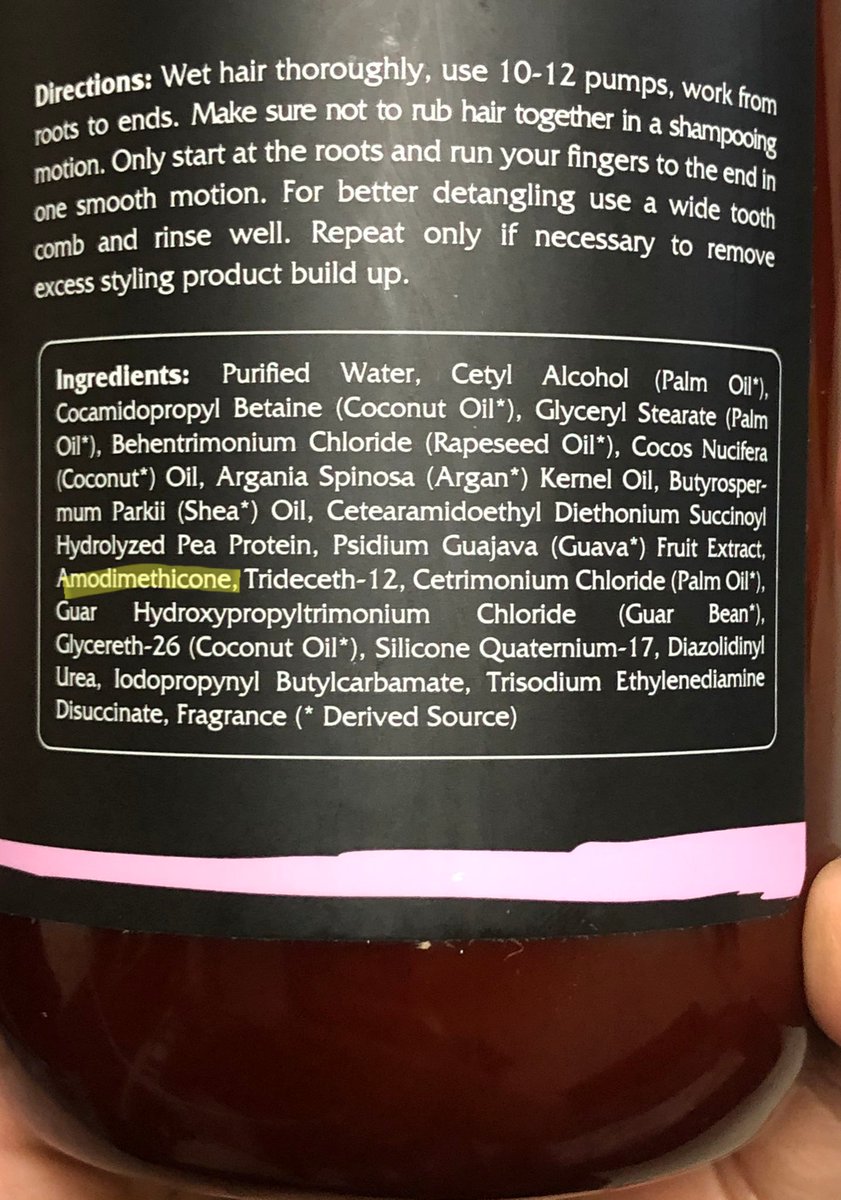 Directions: Wet hair thoroughly, use 10-12 pumps, work from
roots to ends. Make sure not to rub hair together in a shampooing
motion. Only start at the roots and run your fingers to the end in
one smooth motion. For better detangling use a wide tooth
comb and rinse well. Repeat only if necessary to remove
excess styling product build up.
Ingredients: Purified Water, Cetyl Alcohol (Palm Oil*),
Cocamidopropyl Betaine (Coconut Oil*), Glyceryl Stearate (Palm
Oil*), Behentrimonium Chloride (Rapeseed Oil*), Cocos Nucifera
(Coconut*) Oil, Argania Spinosa (Argan*) Kernel Oil, Butyrosper-
mum Parkii (Shea*) Oil, Cetearamidoethyl Diethonium Succinoyl
Hydrolyzed Pea Protein, Psidium Guajava (Guava*) Fruit Extract,
Amodimethicone, Trideceth-12, Cetrimonium Chloride (Palm Oil*),
Guar Hydroxypropyltrimonium Chloride (Guar Bean*),
Glycereth-26 (Coconut Oil*), Silicone Quaternium-17, Diazolidinyl
Urea, Iodopropynyl Butylcarbamate, Trisodium Ethylenediamine
Disuccinate, Fragrance (* Derived Source)